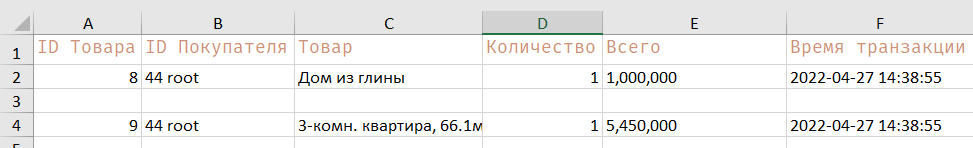 A B C D E F
1 ID Товара ID Покупателя Товар Количество Всего Время транзакции
2 8 44 root Дом из глины 1 1,000,000 2022-04-27 14:38:55
3
4 9 44 root 3-комн. квартира, 66.1м 1 5,450,000 2022-04-27 14:38:55